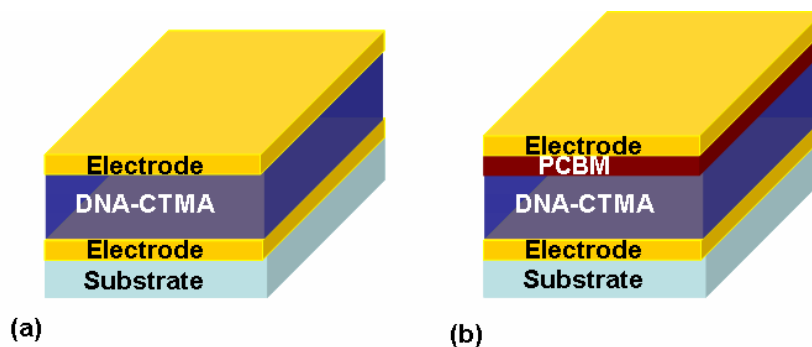 Electrode
DNA-CTMA
Electrode
Substrate
(a)
Electrode
PCBM
DNA-CTMA
Electrode
Substrate
(b)